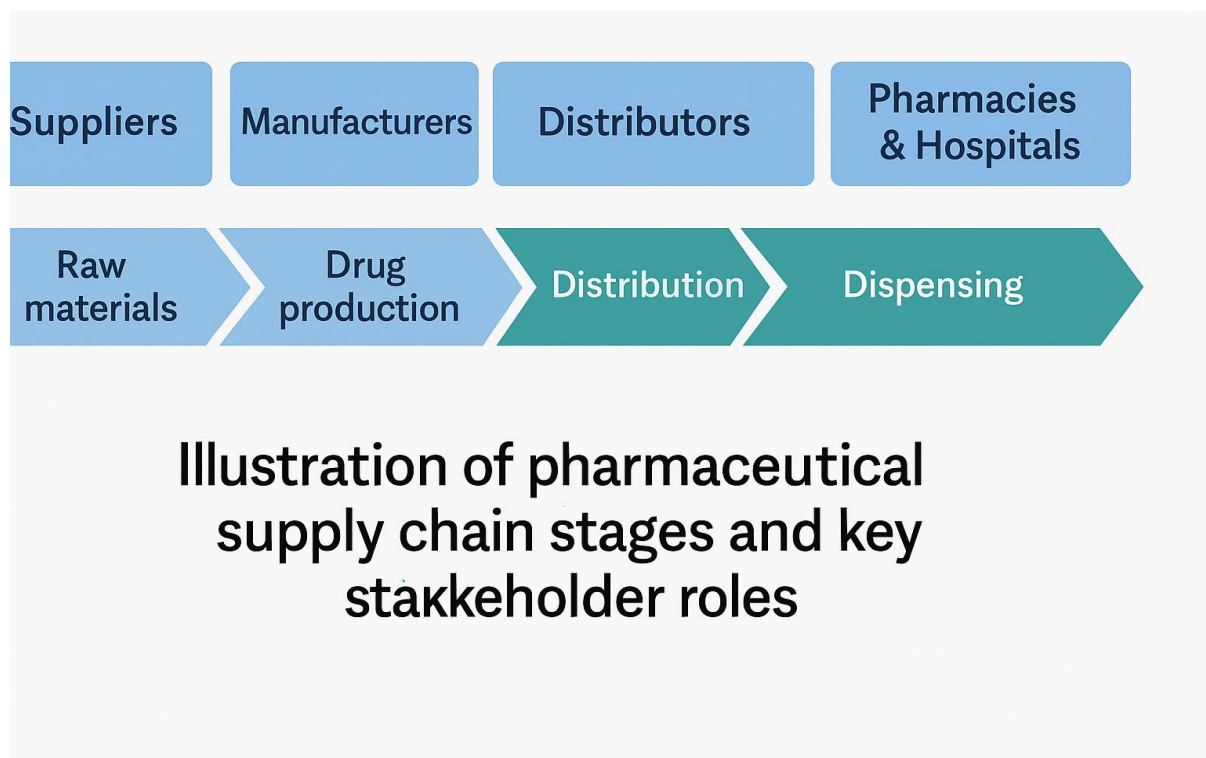 Suppliers
Manufacturers
Distributors
Pharmacies
& Hospitals
Raw
materials
Drug
production
Distribution
Dispensing
Illustration of pharmaceutical
supply chain stages and key
staкkeholder roles